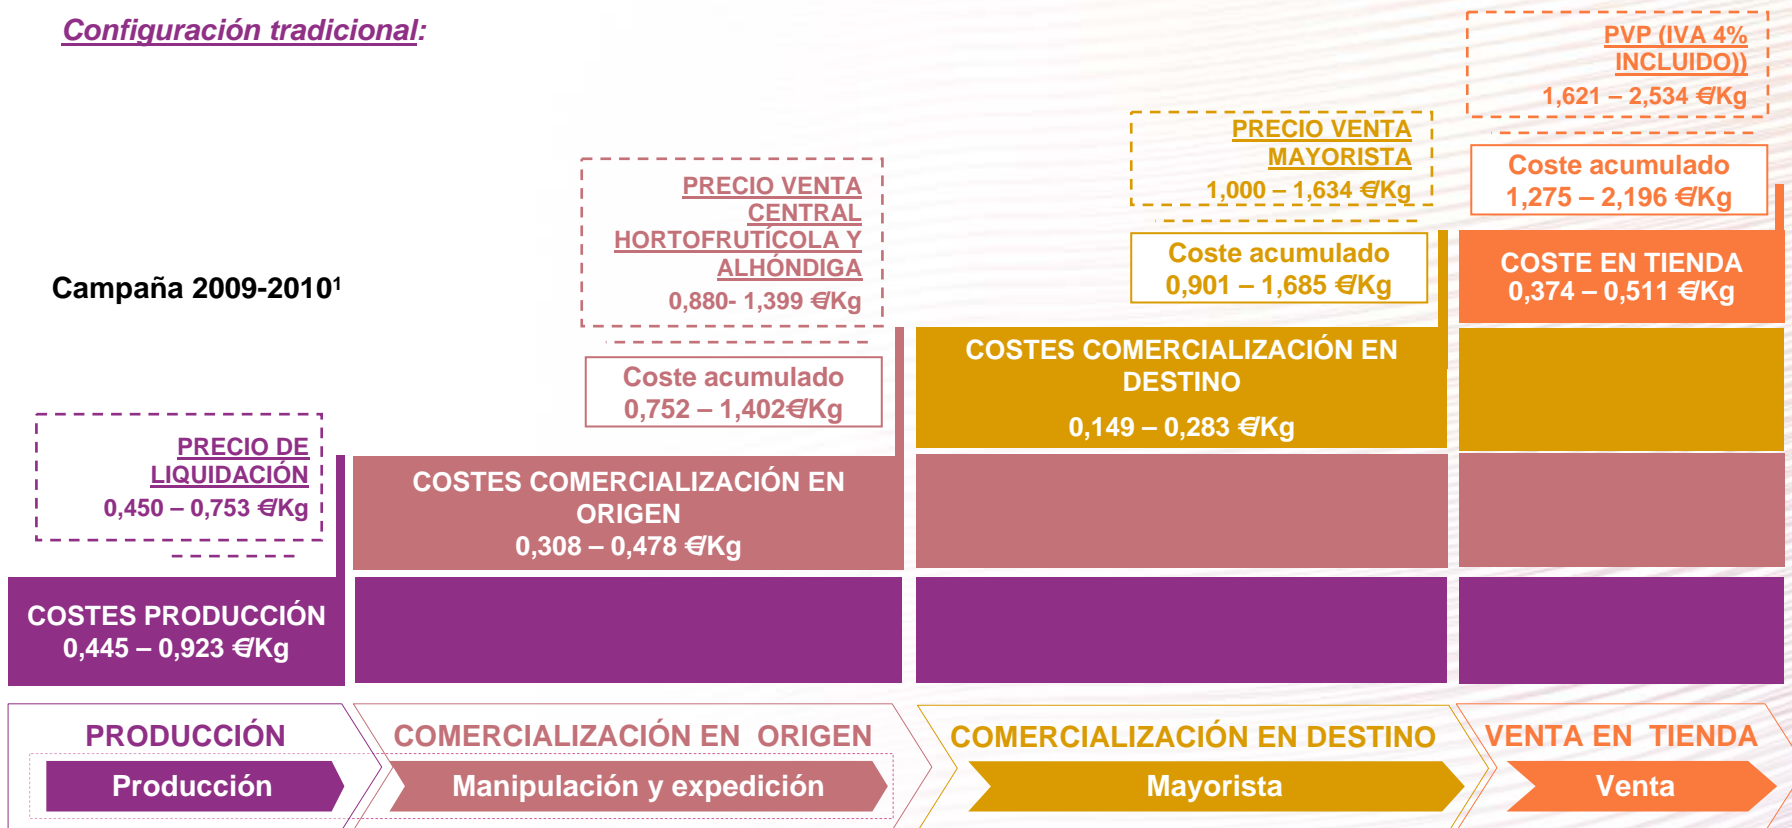 Configuración tradicional:
Campaña 2009-2010¹
PRECIO DE
LIQUIDACIÓN
0,450 – 0,753 €/Kg
COSTES PRODUCCIÓN
0,445 – 0,923 €/Kg
PRECIO VENTA
CENTRAL
HORTOFRUTÍCOLA Y
ALHÓNDIGA
0,880- 1,399 €/Kg
Coste acumulado
0,752 – 1,402€/Kg
COSTES COMERCIALIZACIÓN EN
ORIGEN
0,308 – 0,478 €/Kg
PRECIO VENTA
MAYORISTA
1,000 – 1,634 €/Kg
Coste acumulado
0,901 – 1,685 €/Kg
COSTES COMERCIALIZACIÓN EN
DESTINO
0,149 – 0,283 €/Kg
PVP (IVA 4%
INCLUIDO))
1,621 – 2,534 €/Kg
Coste acumulado
1,275 – 2,196 €/Kg
COSTE EN TIENDA
0,374 – 0,511 €/Kg
PRODUCCIÓN
Producción
COMERCIALIZACIÓN EN ORIGEN
Manipulación y expedición
COMERCIALIZACIÓN EN DESTINO
Mayorista
VENTA EN TIENDA
Venta